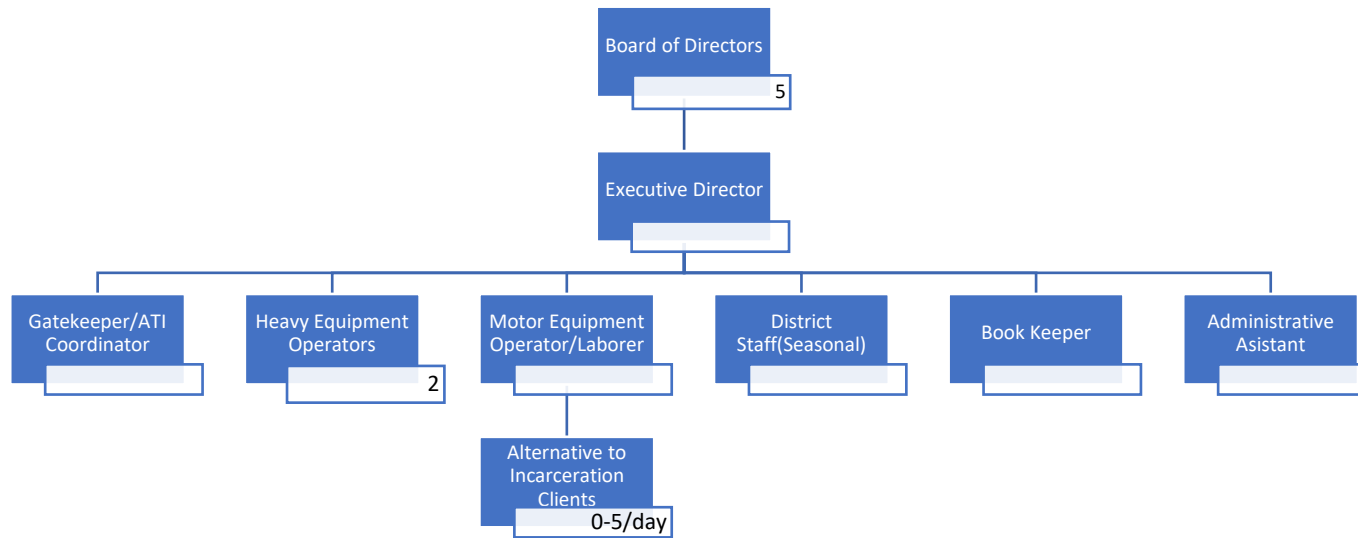 Board of Directors
5
Executive Director
Gatekeeper/ATI
Coordinator
Heavy Equipment
Operators
2
Motor Equipment
Operator/Laborer
District
Staff(Seasonal)
Book Keeper
Administrative
Asistant
Alternative to
Incarceration
Clients
0-5/day